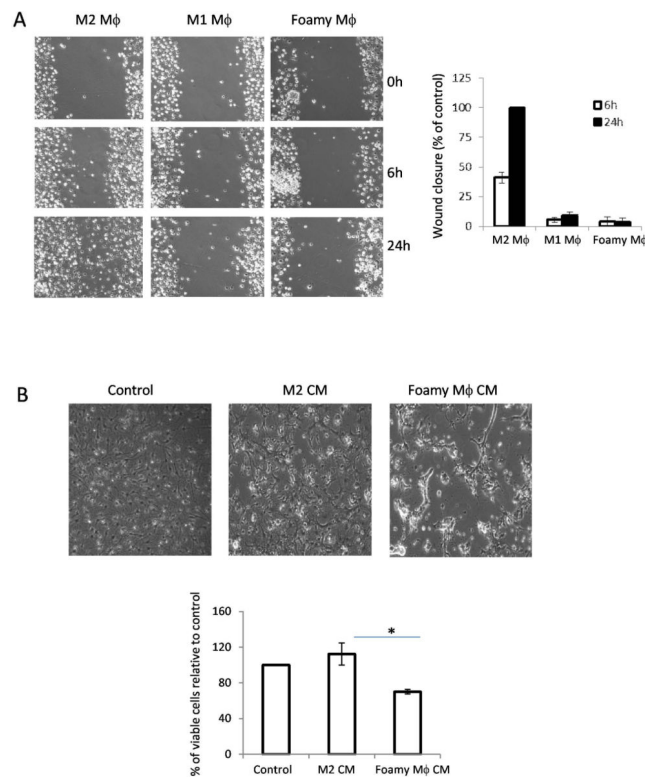 A
M2 Mϕ M1 Mϕ Foamy Mϕ
0h
6h
24h
Wound closure (% of control)
125
100
75
50
25
0
6h
24h
M2 Mϕ M1 Mϕ Foamy Mϕ
B
Control M2 CM Foamy Mϕ CM
% of viable cells relative to control
160
120
80
40
0
*
Control M2 CM Foamy Mϕ CM